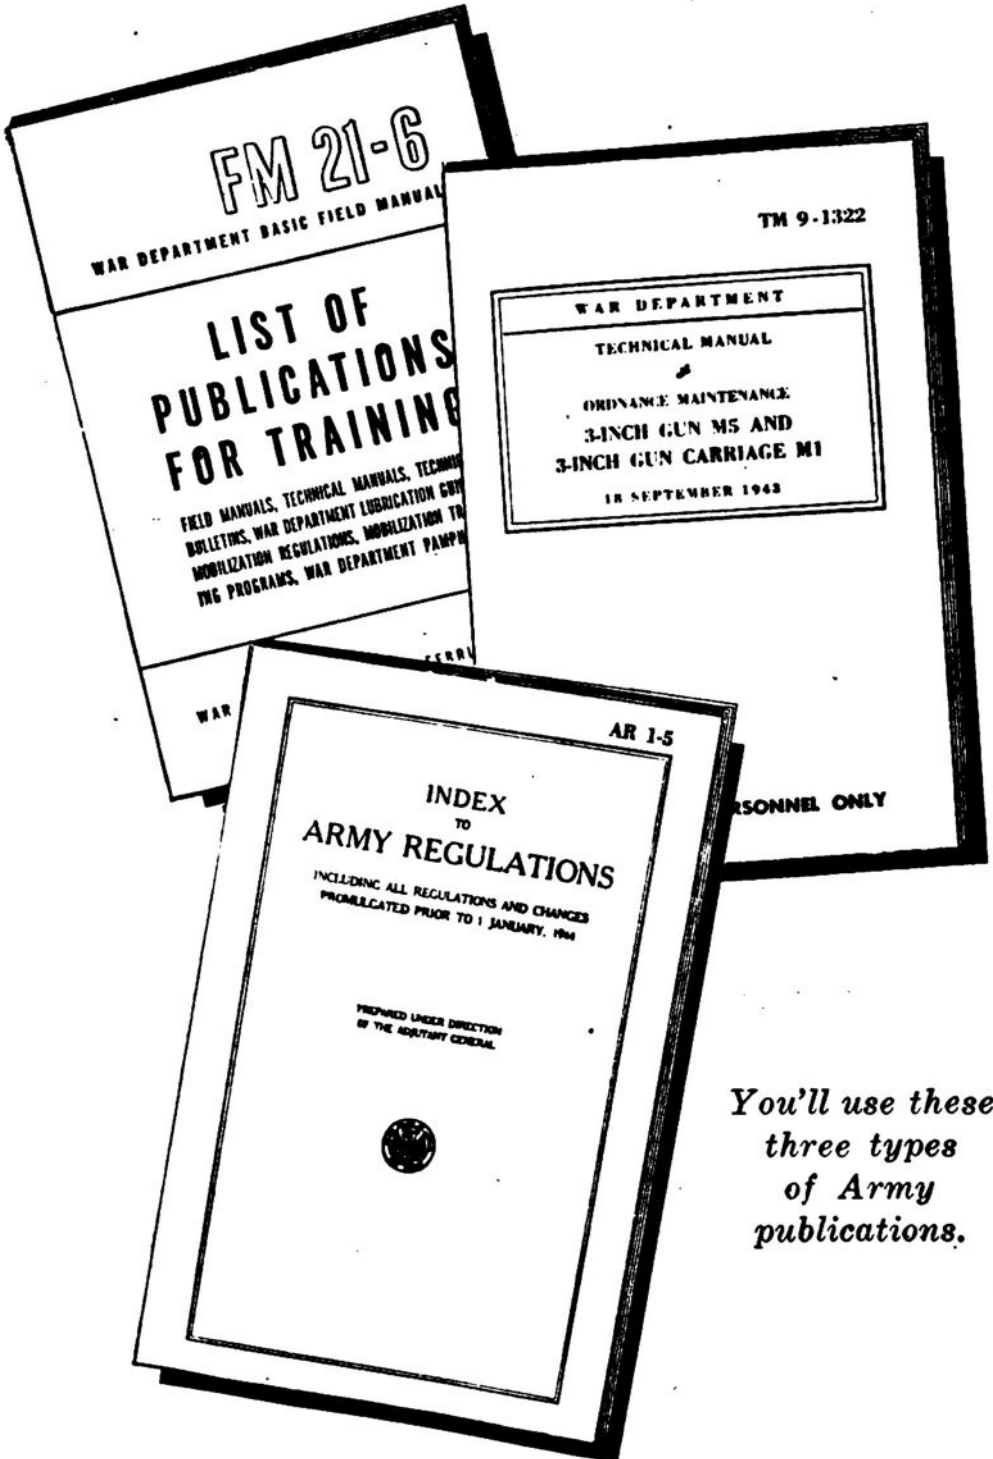 FM 21-6
WAR DEPARTMENT BASIC FIELD MANUAL
LIST OF
PUBLICATIONS
FOR TRAINING
FIELD MANUALS, TECHNICAL MANUALS, TECHNI
BULLETINS, WAR DEPARTMENT LUBRICATION GUI
MOBILIZATION REGULATIONS, MOBILIZATION TR
ING PROGRAMS, WAR DEPARTMENT PAMPH
WAR
TM 9-1322
WAR DEPARTMENT
TECHNICAL MANUAL
ORDNANCE MAINTENANCE
3-INCH GUN M5 AND
3-INCH GUN CARRIAGE M1
18 SEPTEMBER 1943
RSONNEL ONLY
AR 1-5
INDEX
TO
ARMY REGULATIONS
INCLUDING ALL REGULATIONS AND CHANGES
PROMULGATED PRIOR TO 1 JANUARY, 1944
PREPARED UNDER DIRECTION
OF THE ADJUTANT GENERAL
You'll use these
three types
of Army
publications.